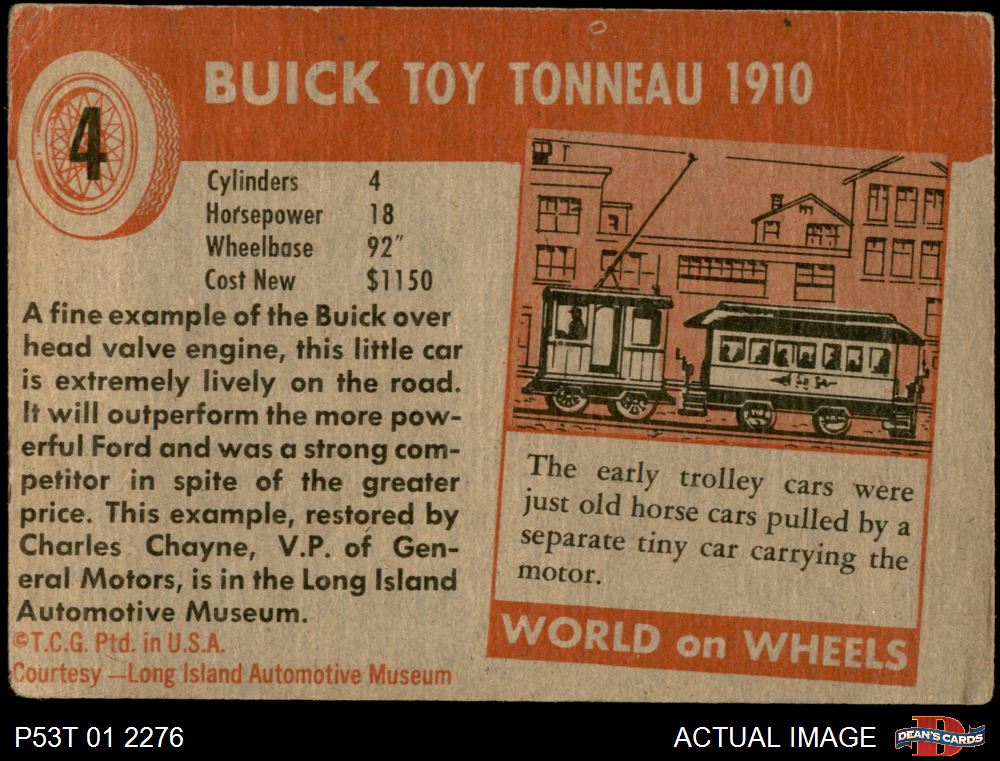 4
BUICK TOY TONNEAU 1910
Cylinders 4
Horsepower 18
Wheelbase 92"
Cost New $1150
A fine example of the Buick over
head valve engine, this little car
is extremely lively on the road.
It will outperform the more pow-
erful Ford and was a strong com-
petitor in spite of the greater
price. This example, restored by
Charles Chayne, V.P. of Gen-
eral Motors, is in the Long Island
Automotive Museum.
©T.C.G. Ptd. in U.S.A.
Courtesy —Long Island Automotive Museum
The early trolley cars were
just old horse cars pulled by a
separate tiny car carrying the
motor.
WORLD on WHEELS
P53T 01 2276
ACTUAL IMAGE
DEAN'S CARDS